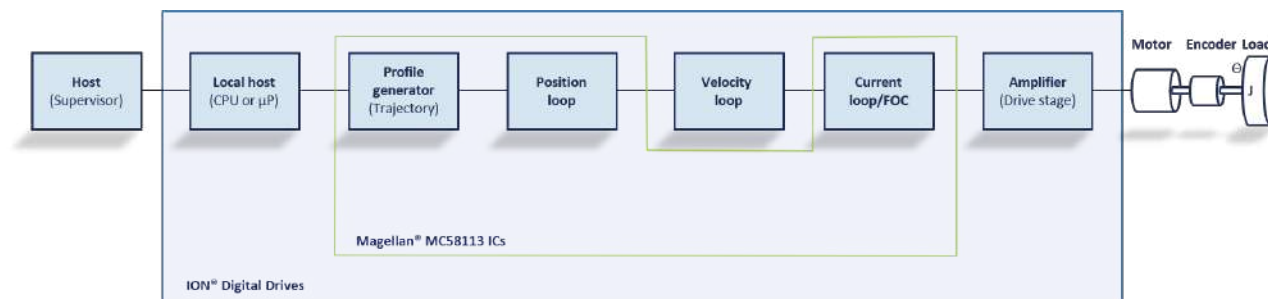 Host
(Supervisor)
Local host
(CPU or µP)
Profile
generator
(Trajectory)
Position
loop
Velocity
loop
Current
loop/FOC
Amplifier
(Drive stage)
Motor
Encoder
Load
Θ
J
Magellan® MC58113 ICs
ION® Digital Drives